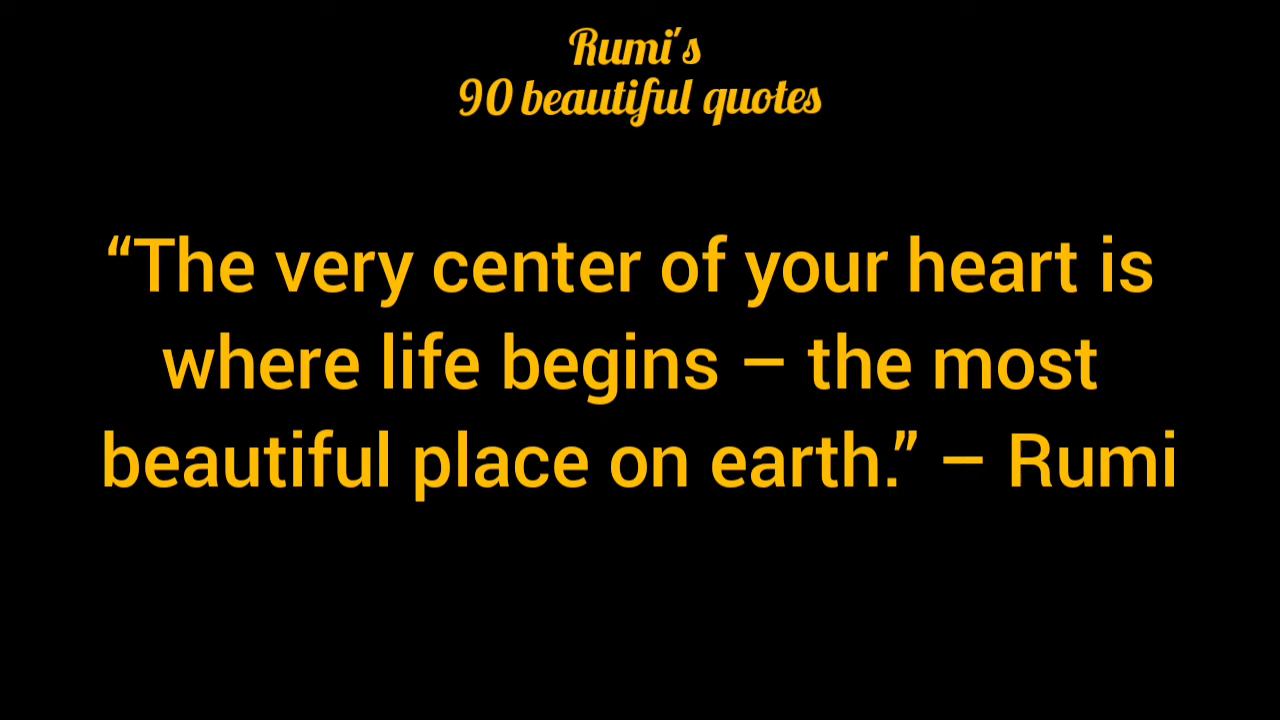 Rumi's
90 beautiful quotes
“The very center of your heart is
where life begins – the most
beautiful place on earth.” – Rumi